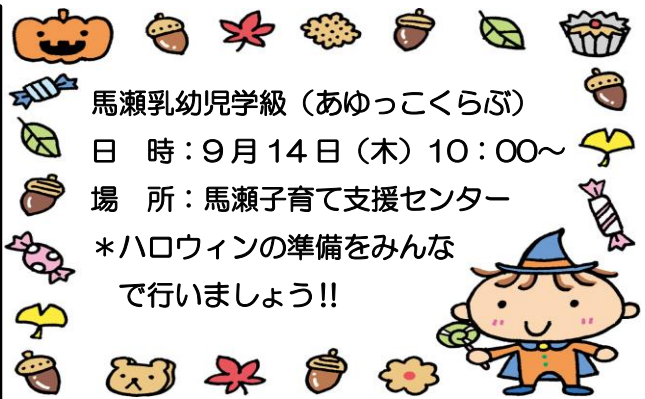 馬瀬乳幼児学級（あゆっこくらぶ）
日　時：９月14日（木）10：00～
場　所：馬瀬子育て支援センター
＊ハロウィンの準備をみんな
で行いましょう!!